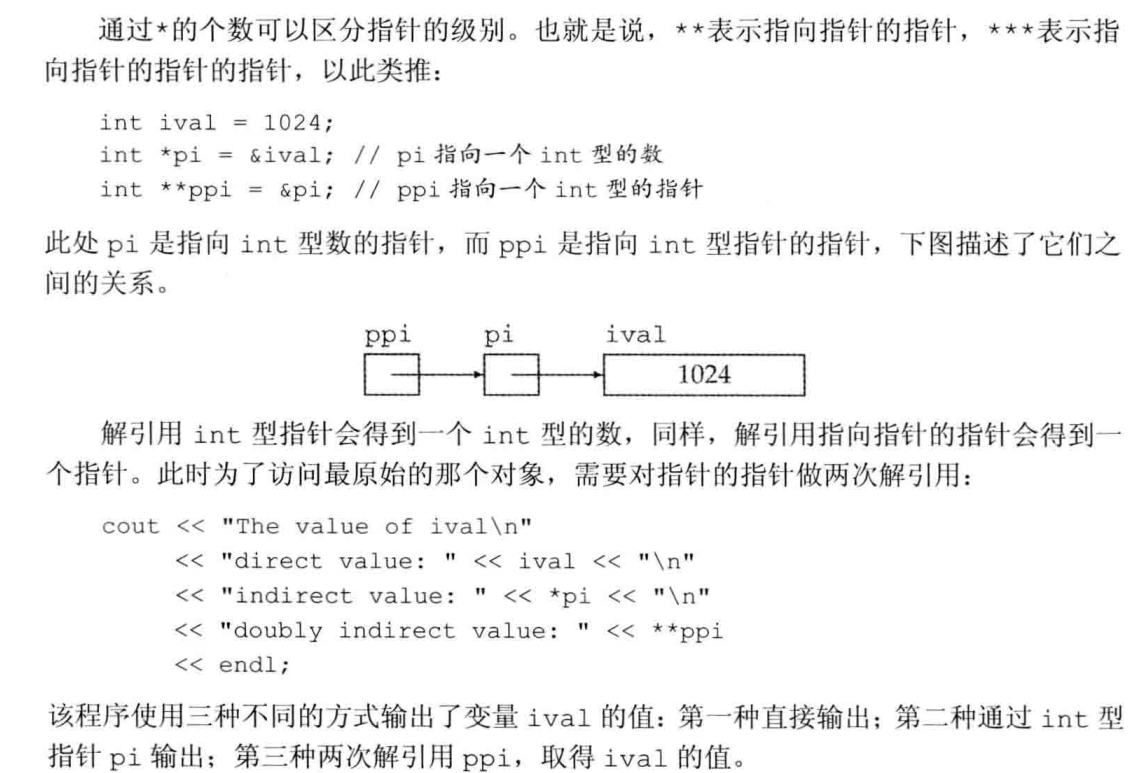 通过*的个数可以区分指针的级别。也就是说，**表示指向指针的指针，***表示指
向指针的指针的指针，以此类推：
int ival = 1024;
int *pi = &ival; // pi 指向一个 int 型的数
int **ppi = &pi; // ppi 指向一个 int 型的指针
此处 pi 是指向 int 型数的指针，而 ppi 是指向 int 型指针的指针，下图描述了它们之
间的关系。
ppi pi ival
1024
解引用 int 型指针会得到一个 int 型的数，同样，解引用指向指针的指针会得到一
个指针。此时为了访问最原始的那个对象，需要对指针的指针做两次解引用：
cout << "The value of ival\n"
<< "direct value: " << ival << "\n"
<< "indirect value: " << *pi << "\n"
<< "doubly indirect value: " << **ppi
<< endl;
该程序使用三种不同的方式输出了变量 ival 的值：第一种直接输出；第二种通过 int 型
指针 pi 输出；第三种两次解引用 ppi，取得 ival 的值。